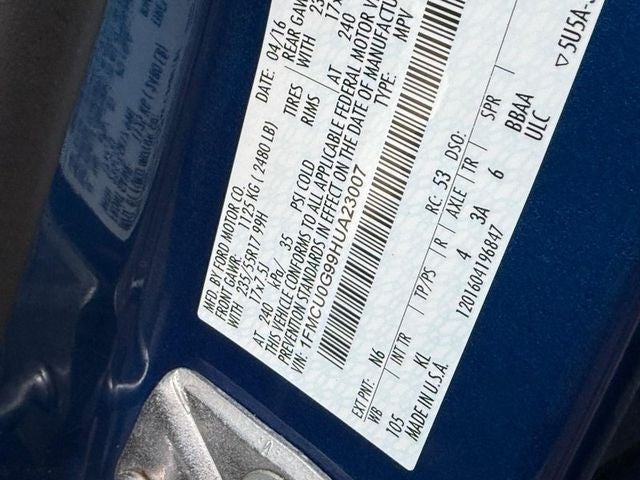 MFD. BY FORD MOTOR CO.
DATE: 04/16
FRONT GAWR: 1125 KG (2480 LB)
REAR GAWR
235/55R17 99H
TIRES
WITH
17x7.5J
RIMS
AT 240 kPa/ 35 PSI COLD
AT 240
THIS VEHICLE CONFORMS TO ALL APPLICABLE FEDERAL MOTOR V
PREVENTION STANDARDS IN EFFECT ON THE DATE OF MANUFACTUR
VIN: 1FMCU0G99HUA23007
TYPE: MPV
EXT PNT: N6 RC: 53 DSO:
WB INT TR TP/PS R AXLE TR SPR
105 KL 4 3A 6 BBAA
MADE IN U.S.A. 1201604196847 ULC
▽5U5A-